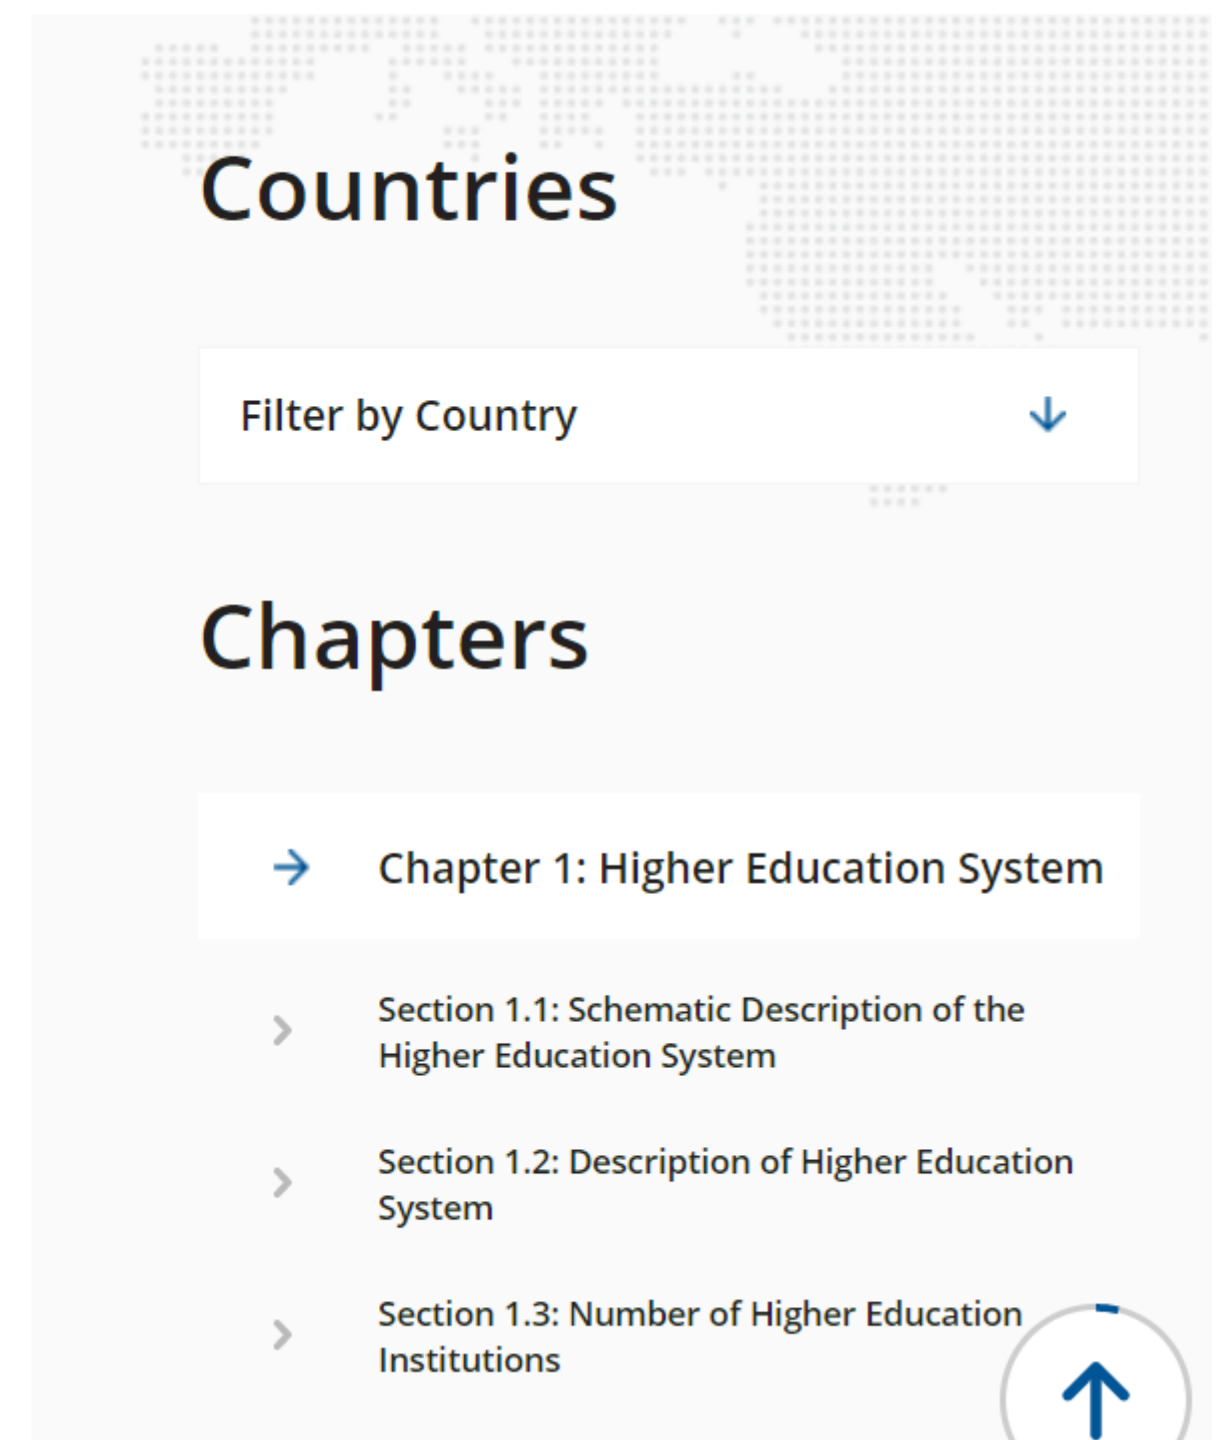 Countries
Filter by Country
Chapters
Chapter 1: Higher Education System
Section 1.1: Schematic Description of the
Higher Education System
Section 1.2: Description of Higher Education
System
Section 1.3: Number of Higher Education
Institutions